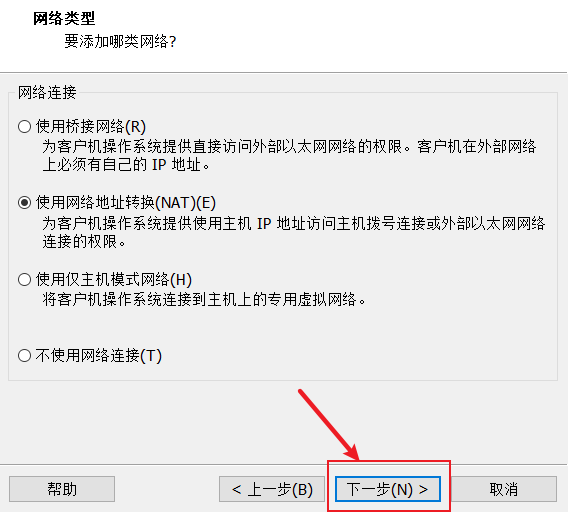 网络类型
要添加哪类网络?
网络连接
使用桥接网络(R)
为客户机操作系统提供直接访问外部以太网网络的权限。客户机在外部网络
上必须有自己的 IP 地址。
使用网络地址转换(NAT)(E)
为客户机操作系统提供使用主机 IP 地址访问主机拨号连接或外部以太网网络
连接的权限。
使用仅主机模式网络(H)
将客户机操作系统连接到主机上的专用虚拟网络。
不使用网络连接(T)
帮助
< 上一步(B)
下一步(N) >
取消